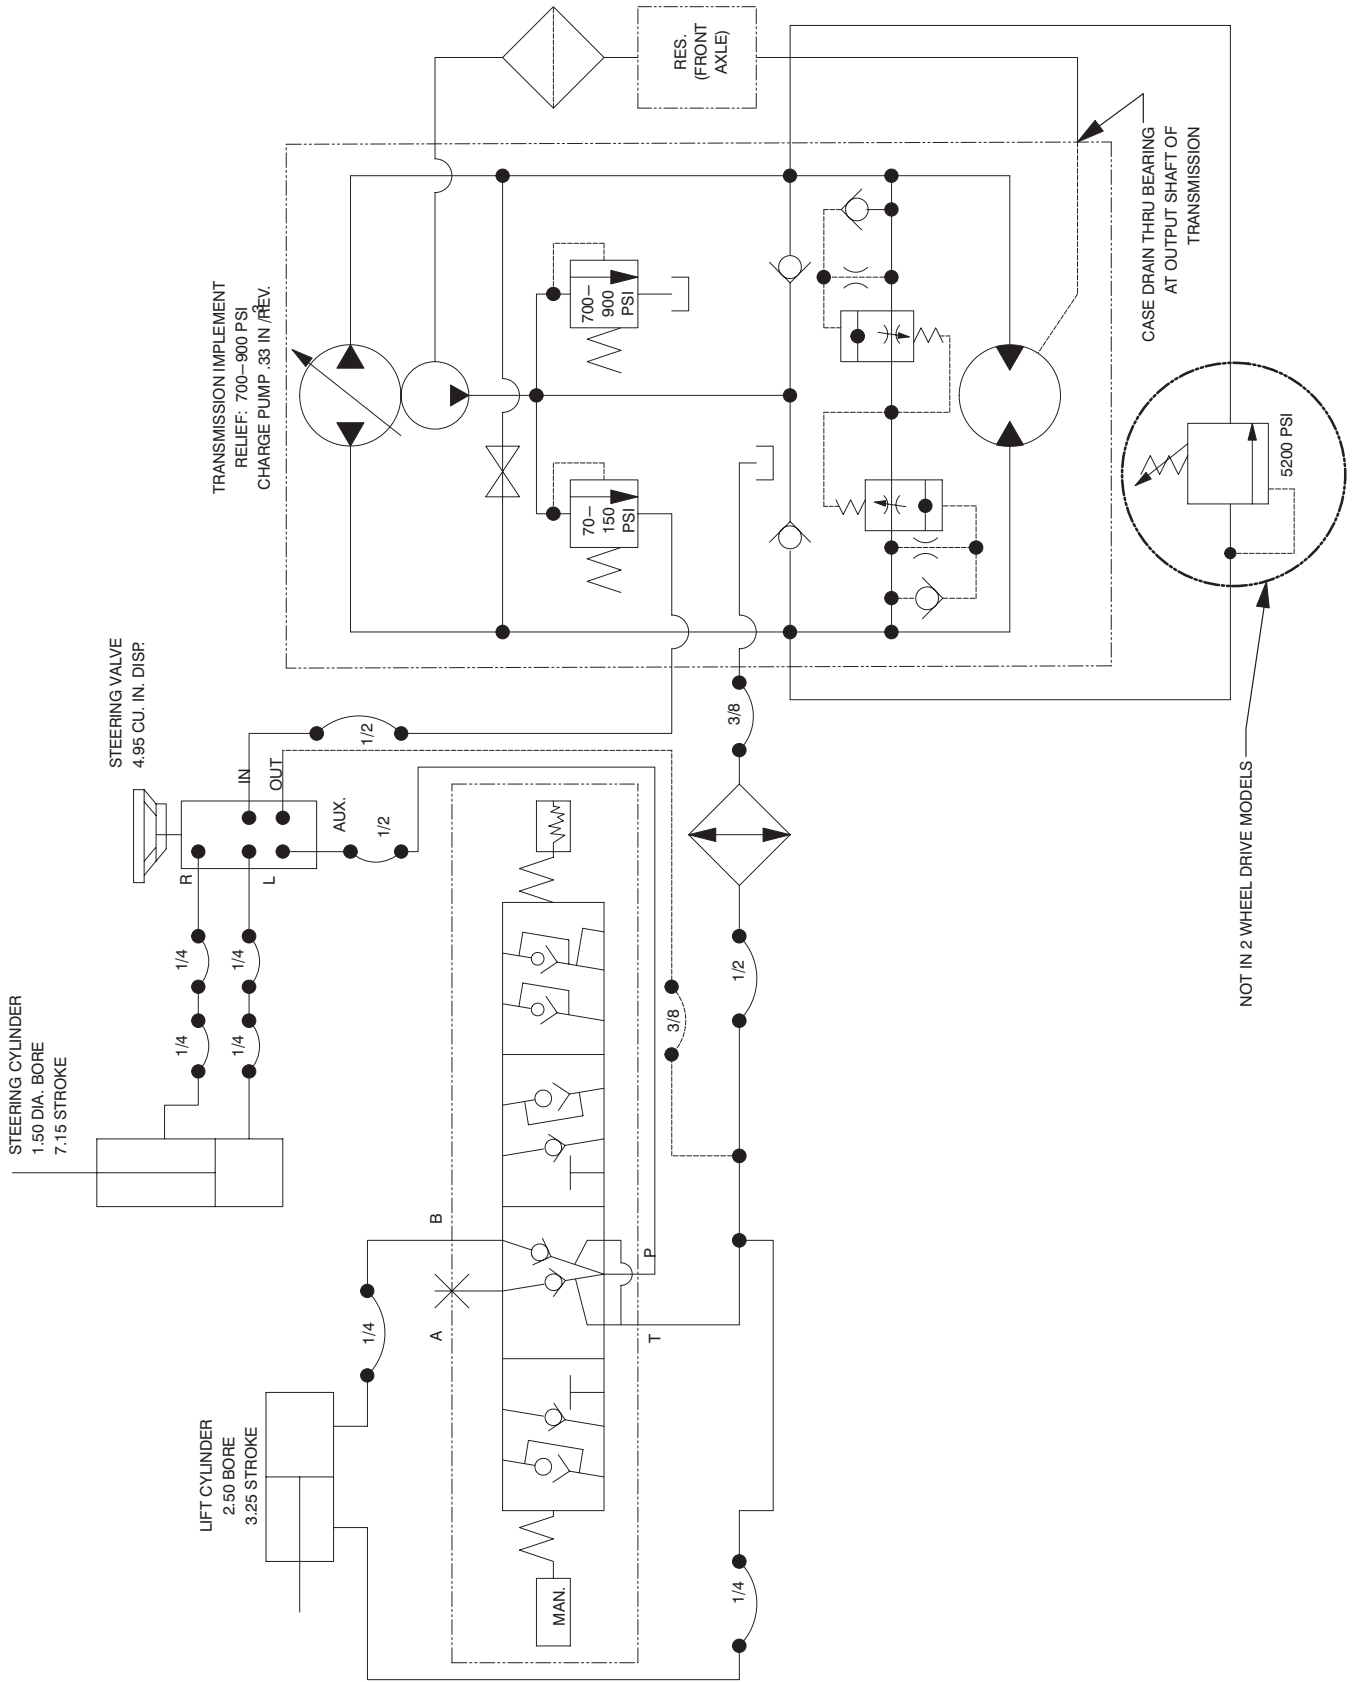 STEERING CYLINDER
1.50 DIA. BORE
7.15 STROKE
STEERING VALVE
4.95 CU. IN. DISP.
TRANSMISSION IMPLEMENT
RELIEF: 700–900 PSI
CHARGE PUMP .33 IN3/REV.
RES.
(FRONT
AXLE)
LIFT CYLINDER
2.50 BORE
3.25 STROKE
1/4
1/4
1/4
1/4
R
L
IN
OUT
AUX.
1/2
1/2
70–
150
PSI
700–
900
PSI
1/4
A
B
T
P
MAN.
3/8
1/4
1/2
3/8
CASE DRAIN THRU BEARING
AT OUTPUT SHAFT OF
TRANSMISSION
5200 PSI
NOT IN 2 WHEEL DRIVE MODELS